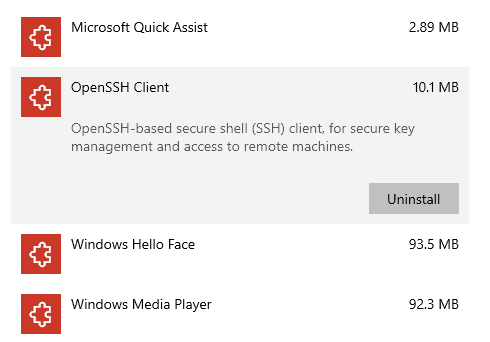 Microsoft Quick Assist 2.89 MB
OpenSSH Client 10.1 MB
OpenSSH-based secure shell (SSH) client, for secure key
management and access to remote machines.
Uninstall
Windows Hello Face 93.5 MB
Windows Media Player 92.3 MB